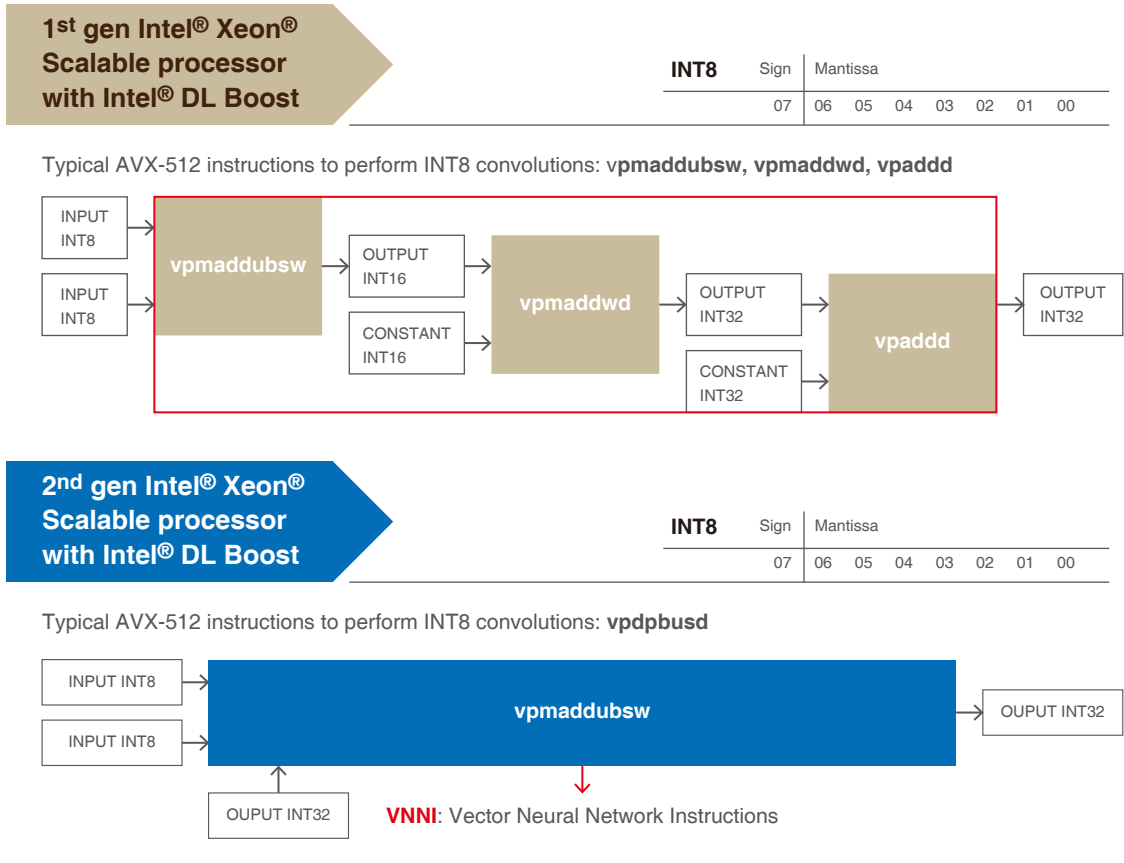 1st gen Intel® Xeon®
Scalable processor
with Intel® DL Boost
INT8 Sign Mantissa
07 06 05 04 03 02 01 00
Typical AVX-512 instructions to perform INT8 convolutions: vpmaddubsw, vpmaddwd, vpaddd
INPUT
INT8
INPUT
INT8
vpmaddubsw
OUTPUT
INT16
CONSTANT
INT16
vpmaddwd
OUTPUT
INT32
CONSTANT
INT32
vpaddd
OUTPUT
INT32
2nd gen Intel® Xeon®
Scalable processor
with Intel® DL Boost
INT8 Sign Mantissa
07 06 05 04 03 02 01 00
Typical AVX-512 instructions to perform INT8 convolutions: vpdpbusd
INPUT INT8
INPUT INT8
vpmaddubsw
OUPUT INT32
OUPUT INT32
VNNI: Vector Neural Network Instructions